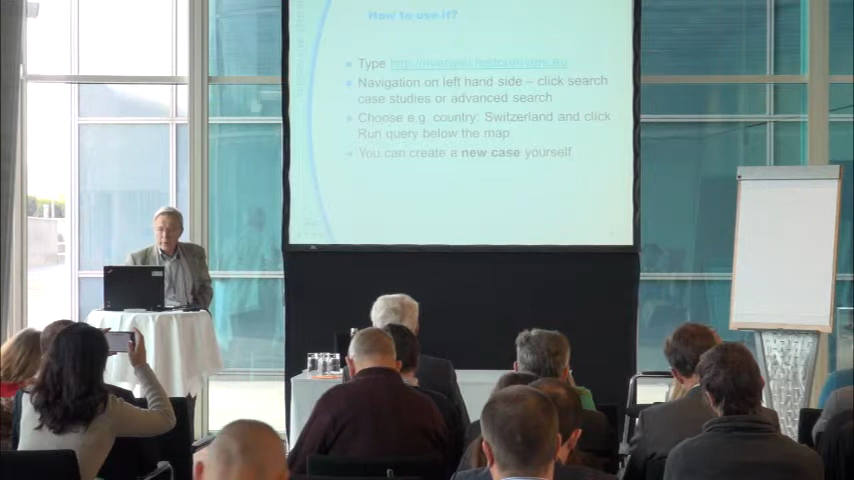 How to use it?
Type
Navigation on left hand side – click search
case studies or advanced search
Choose e.g. country: Switzerland and click
Run query below the map
You can create a new case yourself